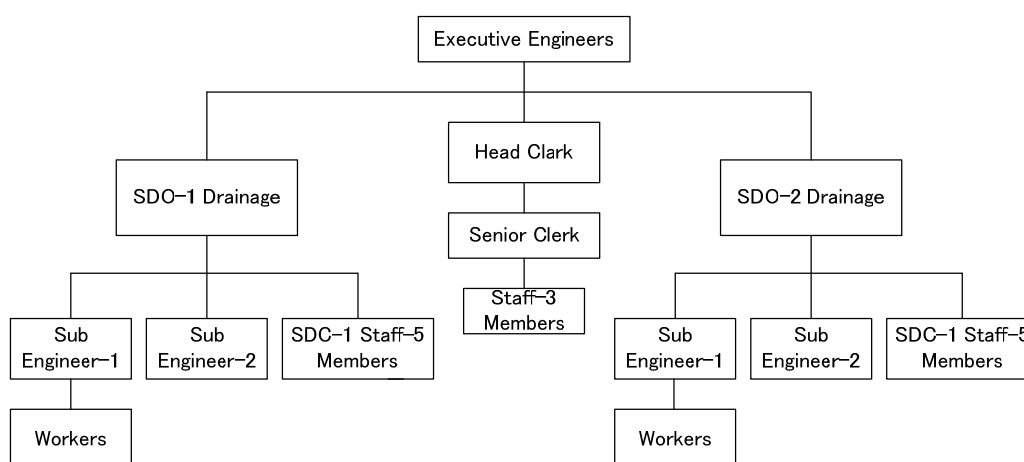 Executive Engineers
Head Clark
SDO-1 Drainage
SDO-2 Drainage
Senior Clerk
Staff-3
Members
Sub
Engineer-1
Sub
Engineer-2
SDC-1 Staff-5
Members
Sub
Engineer-1
Sub
Engineer-2
SDC-1 Staff-5
Members
Workers
Workers